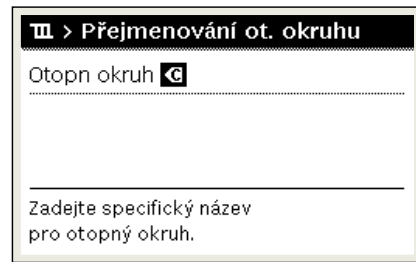 > Přejmenování ot. okruhu
Otopn okruh C
Zadejte specifický název
pro otopný okruh.